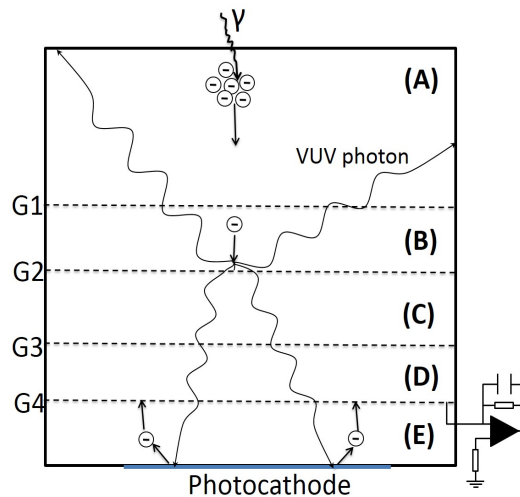 γ
(A)
VUV photon
G1
(B)
G2
(C)
G3
(D)
G4
(E)
Photocathode